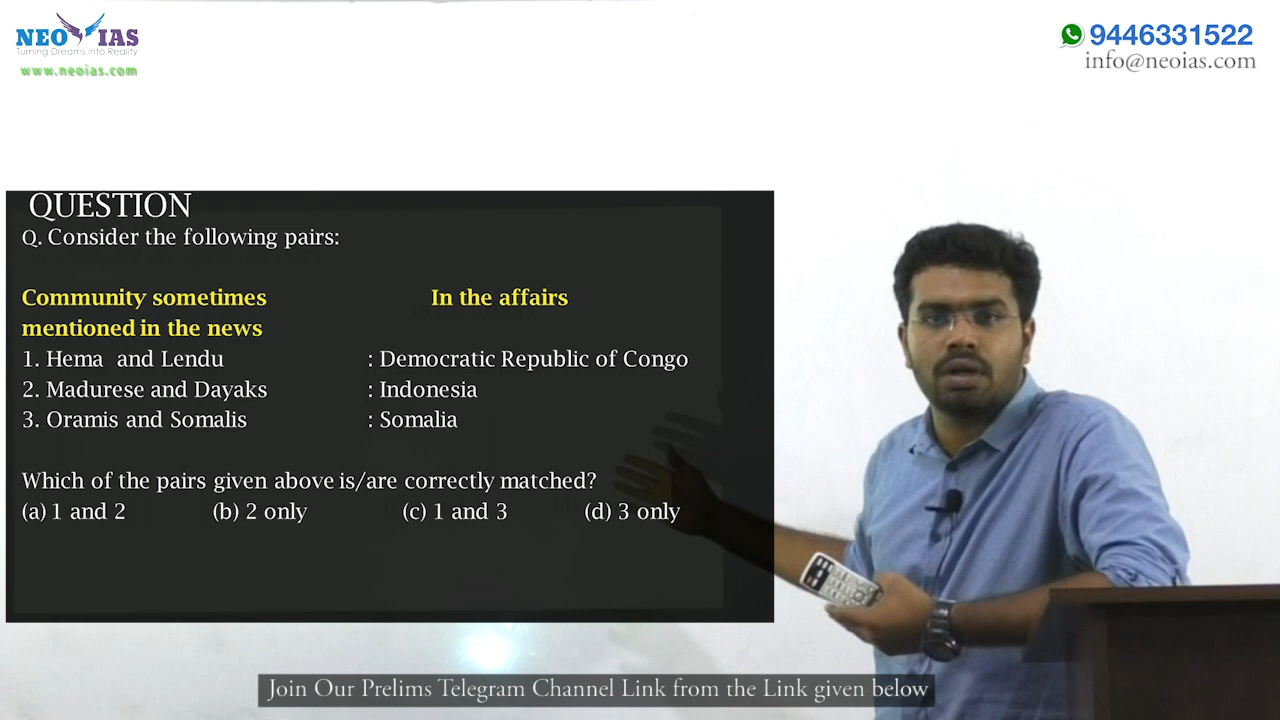 NEO IAS
Turning Dreams into Reality
www.neoias.com
9446331522
info@neoias.com
QUESTION
Q. Consider the following pairs:
Community sometimes In the affairs
mentioned in the news
1. Hema and Lendu : Democratic Republic of Congo
2. Madurese and Dayaks : Indonesia
3. Oramis and Somalis : Somalia
Which of the pairs given above is/are correctly matched?
(a) 1 and 2 (b) 2 only (c) 1 and 3 (d) 3 only
Join Our Prelims Telegram Channel Link from the Link given below